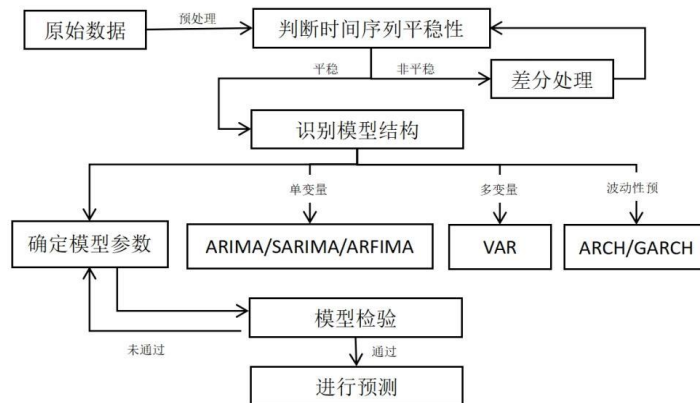 原始数据
预处理
判断时间序列平稳性
平稳
非平稳
差分处理
识别模型结构
单变量
多变量
波动性预
确定模型参数
ARIMA/SARIMA/ARFIMA
VAR
ARCH/GARCH
模型检验
未通过
通过
进行预测